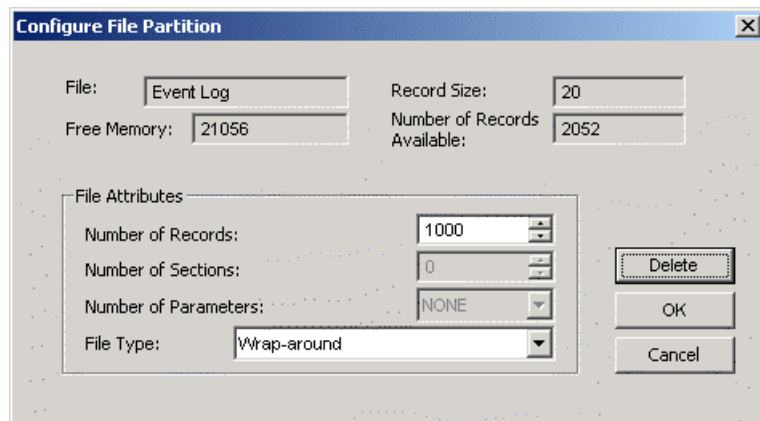 Configure File Partition
File: Event Log
Record Size: 20
Free Memory: 21056
Number of Records
Available: 2052
File Attributes
Number of Records: 1000
Number of Sections: 0
Number of Parameters: NONE
File Type: Wrap-around
Delete
OK
Cancel